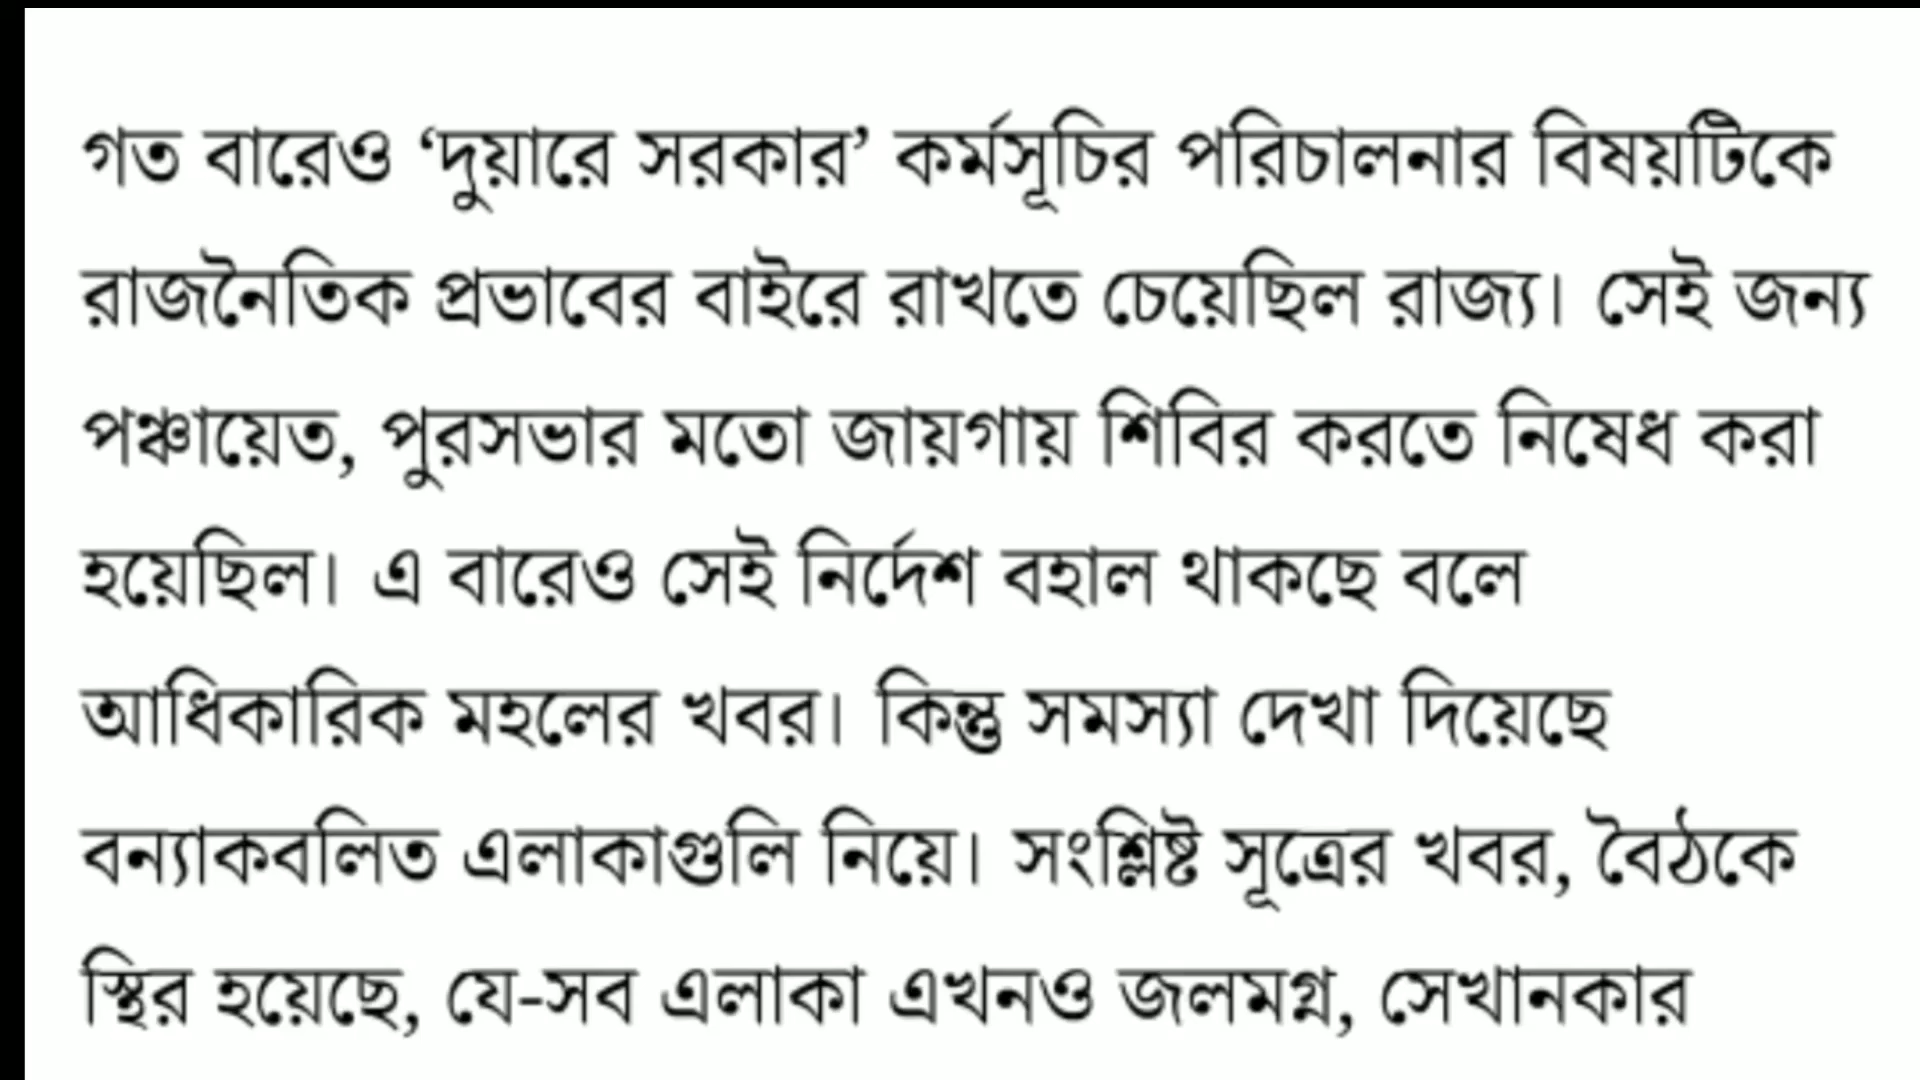 গত বারেও ‘দুয়ারে সরকার’ কর্মসূচির পরিচালনার বিষয়টিকে
রাজনৈতিক প্রভাবের বাইরে রাখতে চেয়েছিল রাজ্য। সেই জন্য
পঞ্চায়েত, পুরসভার মতো জায়গায় শিবির করতে নিষেধ করা
হয়েছিল। এ বারেও সেই নির্দেশ বহাল থাকছে বলে
আধিকারিক মহলের খবর। কিন্তু সমস্যা দেখা দিয়েছে
বন্যাকবলিত এলাকাগুলি নিয়ে। সংশ্লিষ্ট সূত্রের খবর, বৈঠকে
স্থির হয়েছে, যে-সব এলাকা এখনও জলমগ্ন, সেখানকার